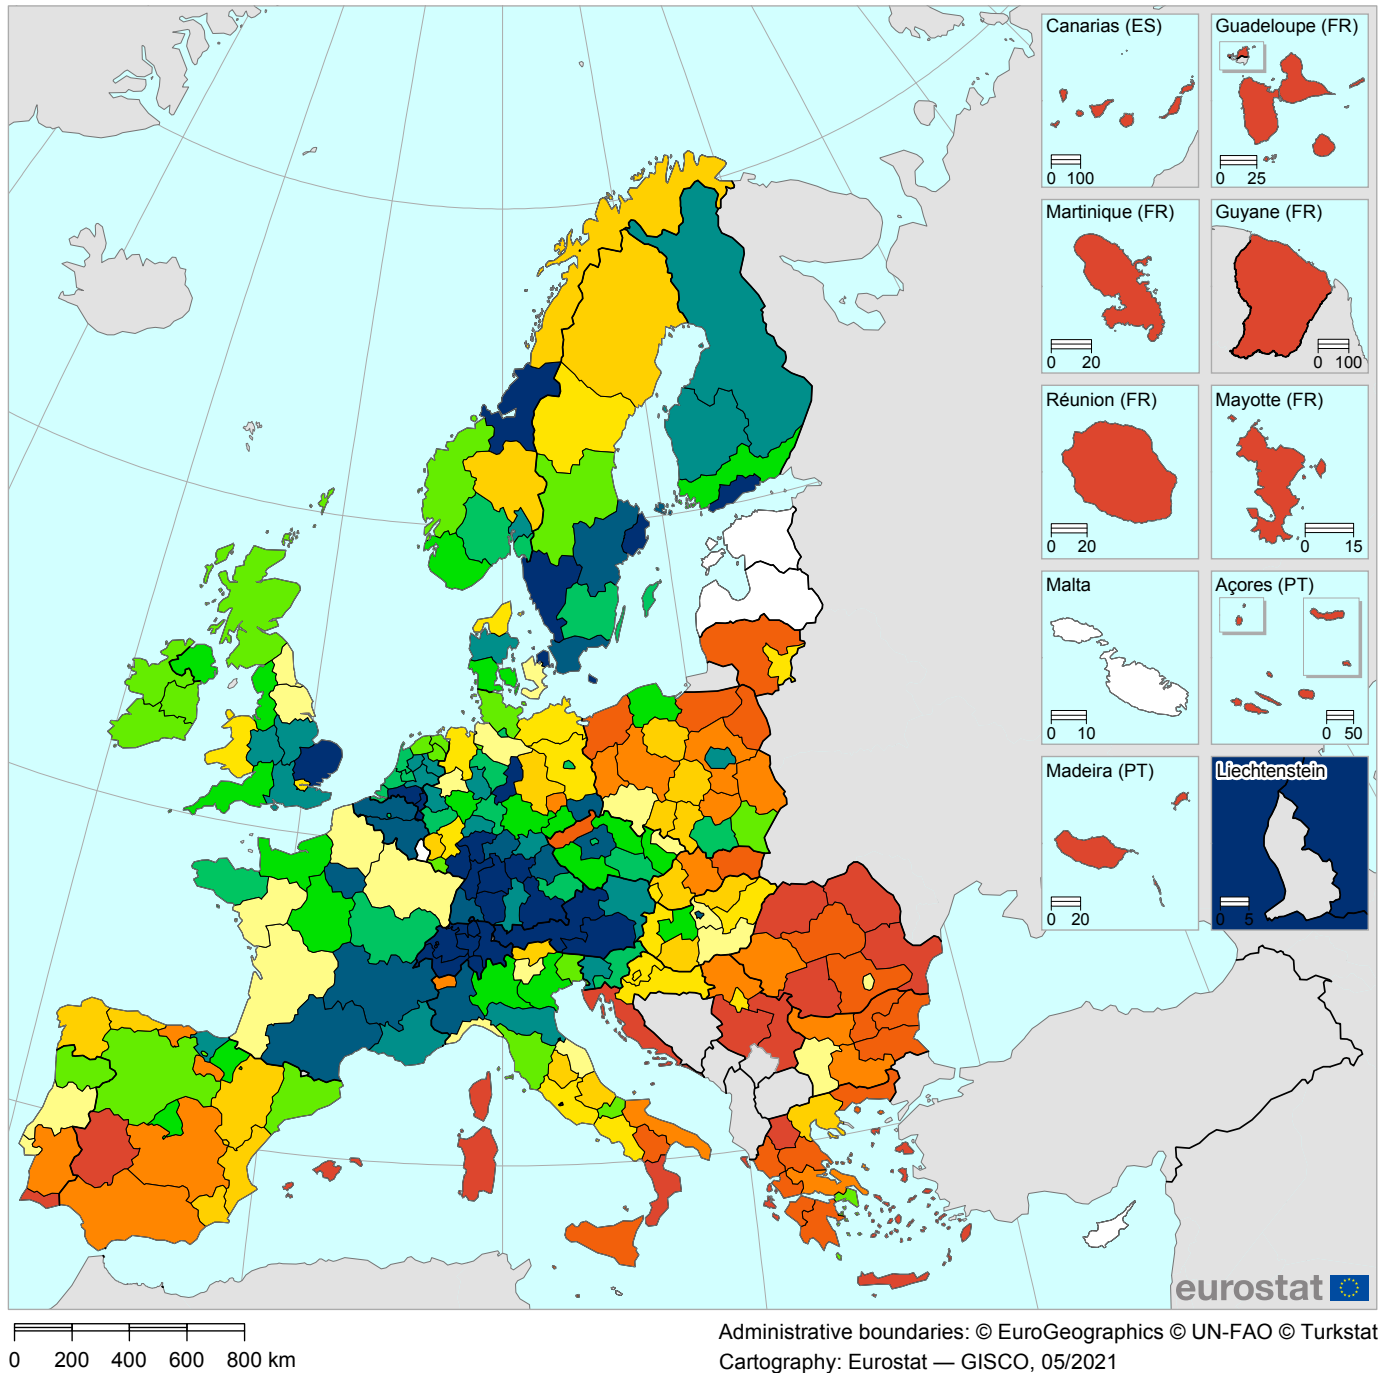 Canarias (ES)
0 100
Guadeloupe (FR)
0 25
Martinique (FR)
0 20
Guyane (FR)
0 100
Réunion (FR)
0 20
Mayotte (FR)
0 15
Malta
0 10
Açores (PT)
0 50
Madeira (PT)
0 20
Liechtenstein
0 5
eurostat
0 200 400 600 800 km
Administrative boundaries: © EuroGeographics © UN-FAO © Turkstat
Cartography: Eurostat — GISCO, 05/2021